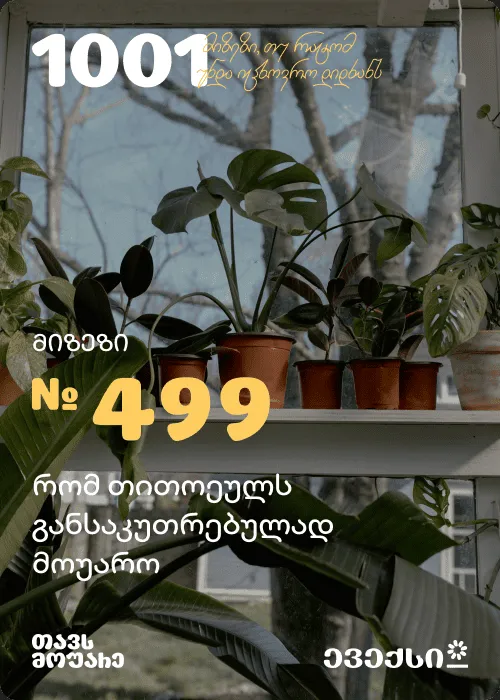 1001 მიზეზი, თუ რატომ
უნდა იცხოვრო დიდხანს
მიზეზი
№ 499
რომ თითოეულს
განსაკუთრებულად
მოუარო
თავს
მოუარე
ევექსი